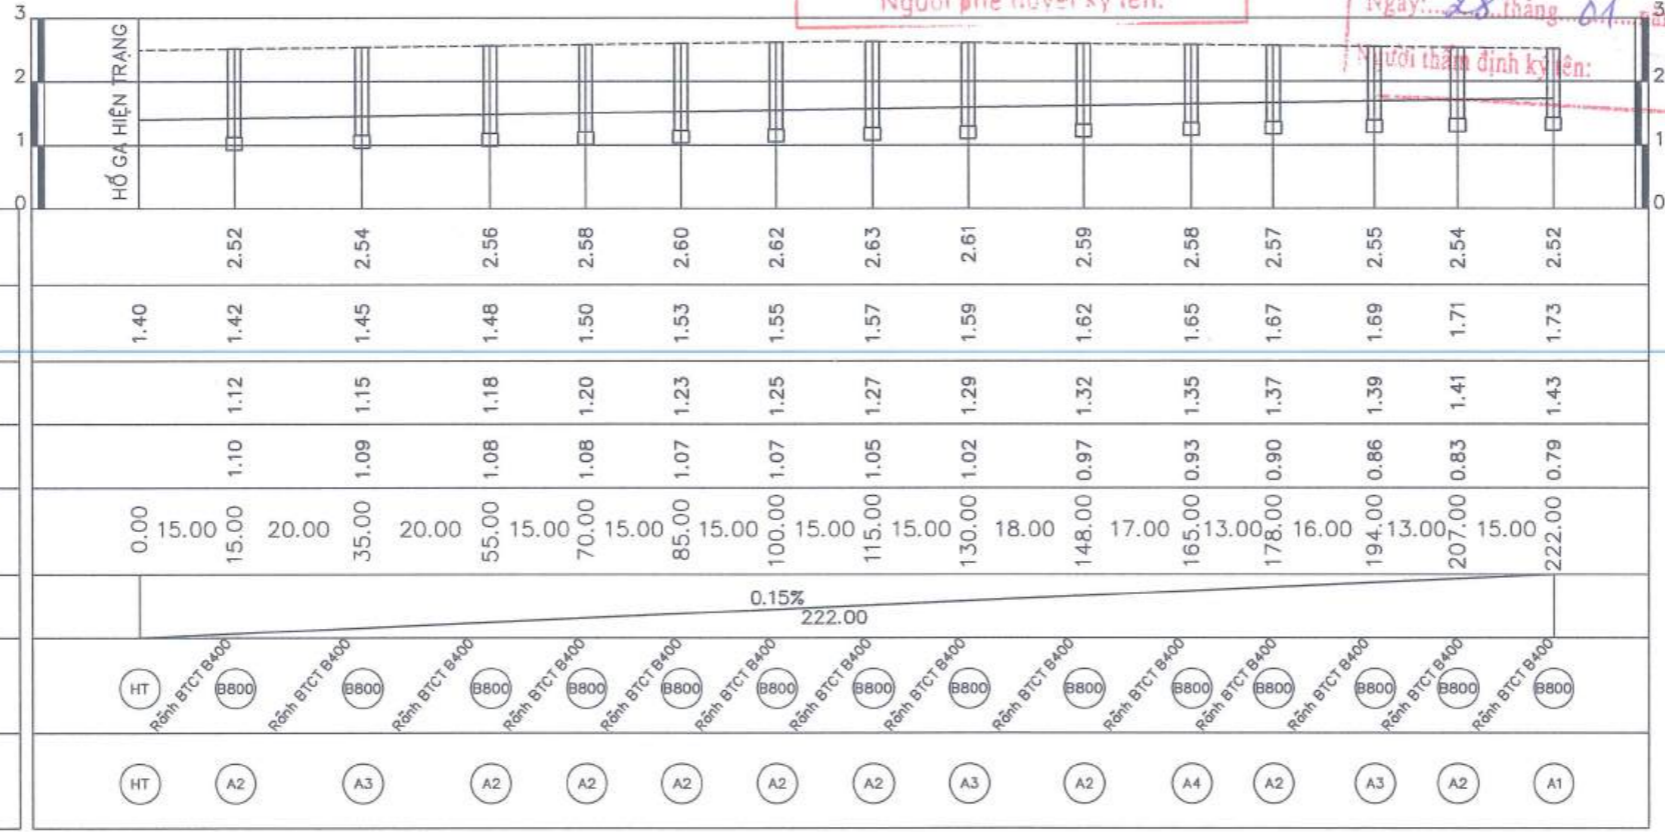 Người phê duyệt ký tên:
Ngày:...28...tháng...01...
Người thẩm định ký tên:
3
3
2
2
1
1
0
0
HỐ GA HIỆN TRẠNG
2.52 2.54 2.56 2.58 2.60 2.62 2.63 2.61 2.59 2.58 2.57 2.55 2.54 2.52
1.40 1.42 1.45 1.48 1.50 1.53 1.55 1.57 1.59 1.62 1.65 1.67 1.69 1.71 1.73
1.12 1.15 1.18 1.20 1.23 1.25 1.27 1.29 1.32 1.35 1.37 1.39 1.41 1.43
1.10 1.09 1.08 1.08 1.07 1.07 1.05 1.02 0.97 0.93 0.90 0.86 0.83 0.79
0.00 15.00 15.00 20.00 35.00 20.00 55.00 15.00 70.00 15.00 85.00 15.00 100.00 15.00 115.00 15.00 130.00 18.00 148.00 17.00 165.00 13.00 178.00 16.00 194.00 13.00 207.00 15.00 222.00
0.15%
222.00
HT Rãnh BTCT B400 B800 Rãnh BTCT B400 B800 Rãnh BTCT B400 B800 Rãnh BTCT B400 B800 Rãnh BTCT B400 B800 Rãnh BTCT B400 B800 Rãnh BTCT B400 B800 Rãnh BTCT B400 B800 Rãnh BTCT B400 B800 Rãnh BTCT B400 B800 Rãnh BTCT B400 B800 Rãnh BTCT B400 B800 Rãnh BTCT B400 B800 Rãnh BTCT B400 B800
HT A2 A3 A2 A2 A2 A2 A2 A3 A2 A4 A2 A3 A2 A1